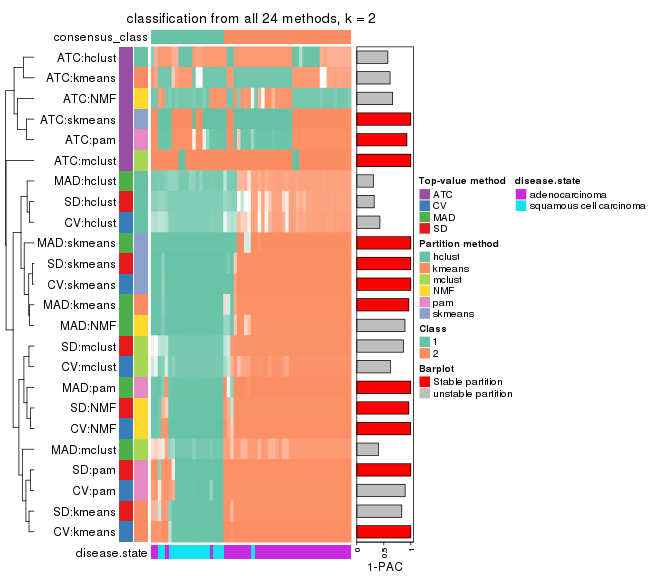 classification from all 24 methods, k = 2
consensus_class
ATC:hclust
ATC:kmeans
ATC:NMF
ATC:skmeans
ATC:pam
ATC:mclust
MAD:hclust
SD:hclust
CV:hclust
MAD:skmeans
SD:skmeans
CV:skmeans
MAD:kmeans
MAD:NMF
SD:mclust
CV:mclust
MAD:pam
SD:NMF
CV:NMF
MAD:mclust
SD:pam
CV:pam
SD:kmeans
CV:kmeans
disease.state
0 0.5 1
1-PAC
Top-value method
ATC
CV
MAD
SD
Partition method
hclust
kmeans
mclust
NMF
pam
skmeans
Class
1
2
Barplot
Stable partition
unstable partition
disease.state
adenocarcinoma
squamous cell carcinoma